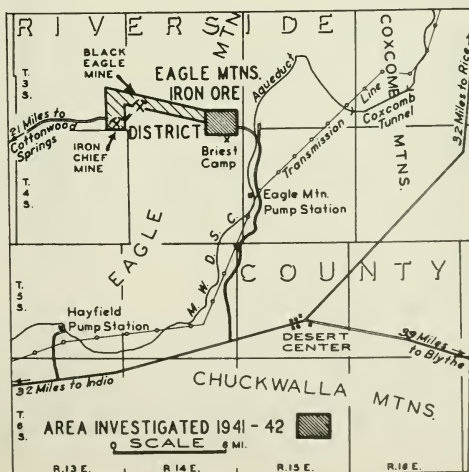 RIVERSIDE
MTN
COXCOMB
MTNS.
BLACK
EAGLE
MINE
EAGLE MTNS.
IRON ORE
DISTRICT
T.
3
S.
21 Miles to
Cottonwood
Springs
IRON CHIEF
MINE
Briest
Camp
Aqueduct
Transmission Line
Coxcomb
Tunnel
32 Miles to Rice
T.
4
S.
Eagle Mtn.
Pump Station
EAGLE
M. W. D. S. C.
COUNTY
T.
5
S.
Hayfield
Pump Station
DESERT
CENTER
39 Miles
to Blythe
32 Miles to Indio
CHUCKWALLA MTNS.
T.
6
S.
AREA INVESTIGATED 1941-42
0 SCALE 6 MI.
R.13 E. R.14 E. R.15 E. R.16 E.